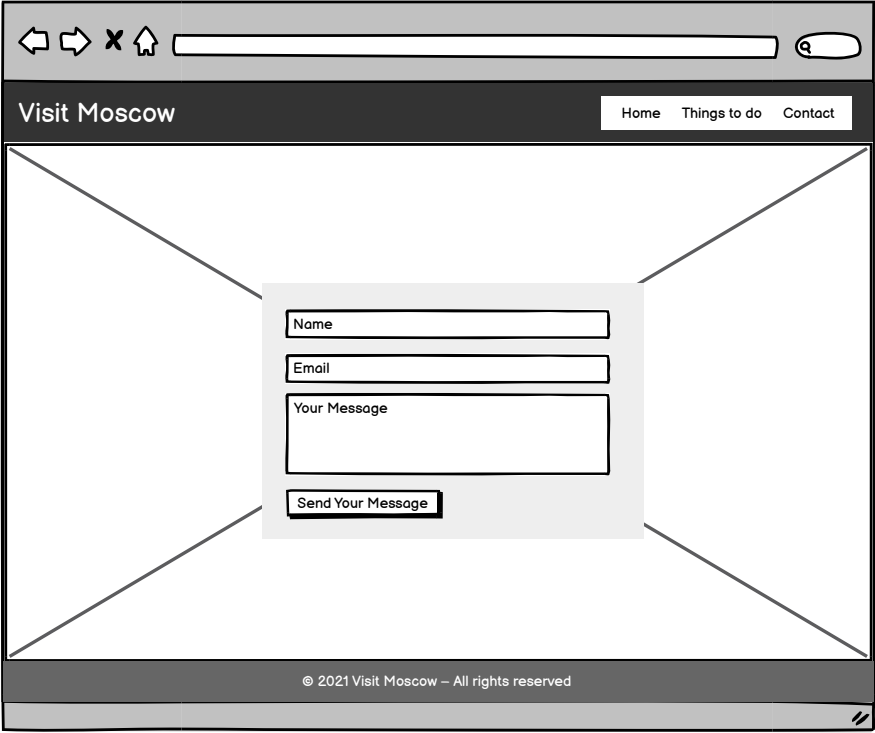 Visit Moscow
Home Things to do Contact
Name
Email
Your Message
Send Your Message
© 2021 Visit Moscow – All rights reserved